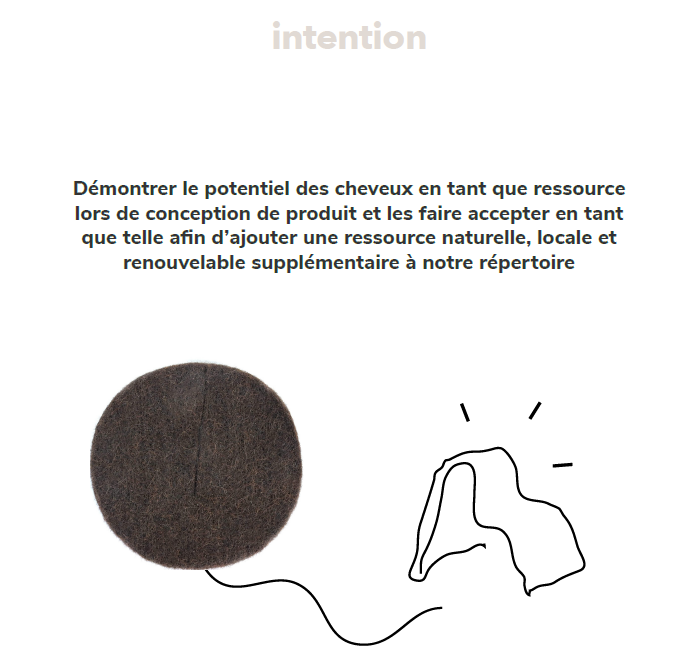 intention
Démontrer le potentiel des cheveux en tant que ressource
lors de conception de produit et les faire accepter en tant
que telle afin d’ajouter une ressource naturelle, locale et
renouvelable supplémentaire à notre répertoire